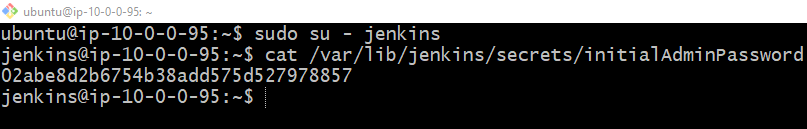 ubuntu@ip-10-0-0-95: ~
ubuntu@ip-10-0-0-95:~$ sudo su - jenkins
jenkins@ip-10-0-0-95:~$ cat /var/lib/jenkins/secrets/initialAdminPassword
02abe8d2b6754b38add575d527978857
jenkins@ip-10-0-0-95:~$